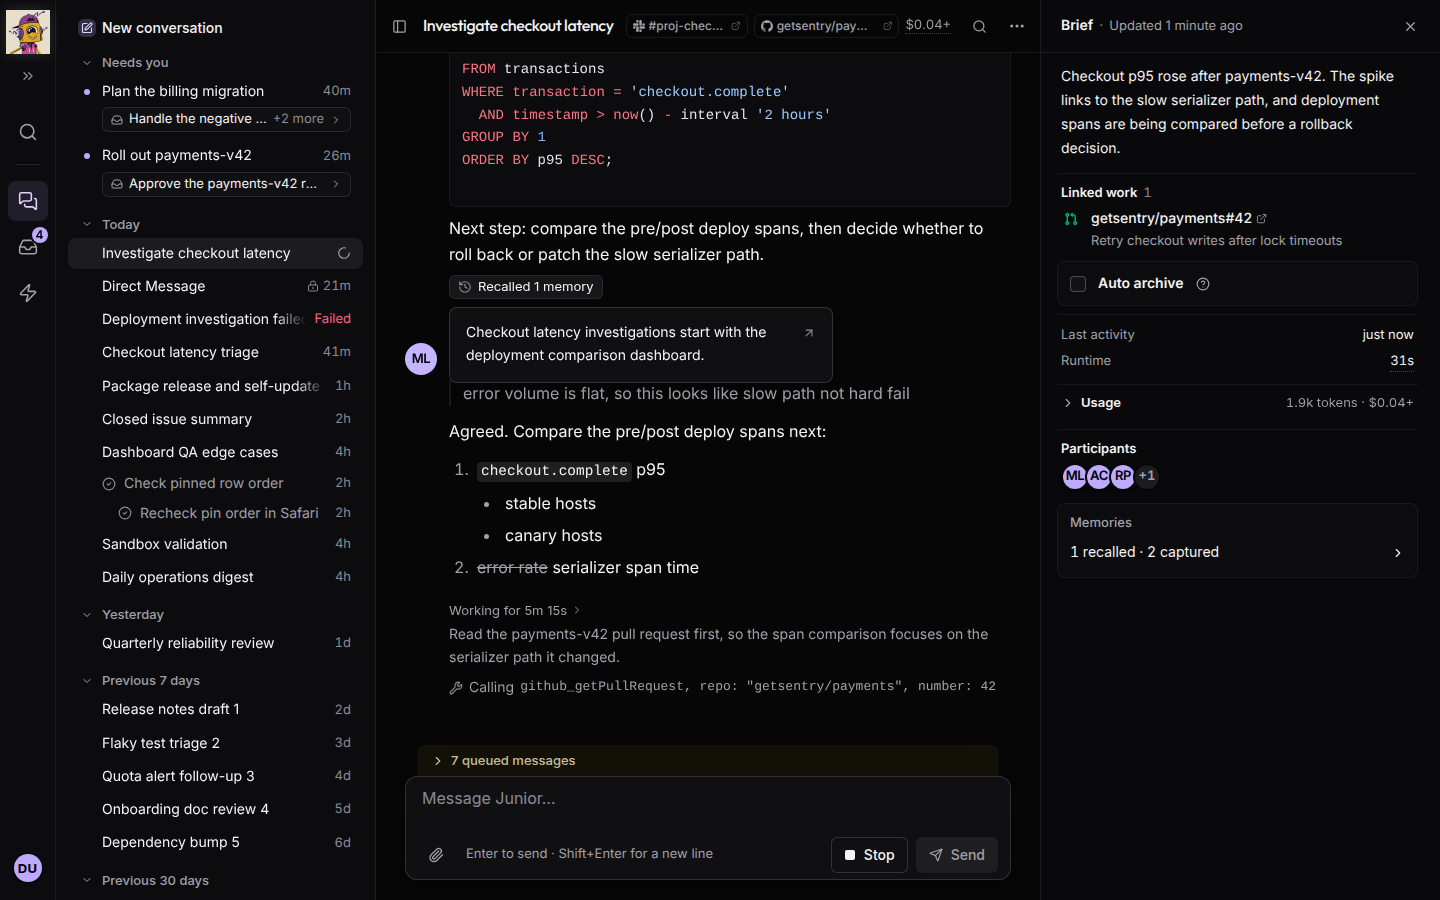 New conversation
Needs you
Plan the billing migration 40m
Handle the negative ... +2 more
Roll out payments-v42 26m
Approve the payments-v42 r...
Today
Investigate checkout latency
Direct Message 21m
Deployment investigation failed Failed
Checkout latency triage 41m
Package release and self-update 1h
Closed issue summary 2h
Dashboard QA edge cases 4h
Check pinned row order 2h
Recheck pin order in Safari 2h
Sandbox validation 4h
Daily operations digest 4h
Yesterday
Quarterly reliability review 1d
Previous 7 days
Release notes draft 1 2d
Flaky test triage 2 3d
Quota alert follow-up 3 4d
Onboarding doc review 4 5d
Dependency bump 5 6d
Previous 30 days
4
DU
Investigate checkout latency #proj-chec... getsentry/pay... $0.04+
FROM transactions
WHERE transaction = 'checkout.complete'
AND timestamp > now() - interval '2 hours'
GROUP BY 1
ORDER BY p95 DESC;
Next step: compare the pre/post deploy spans, then decide whether to
roll back or patch the slow serializer path.
Recalled 1 memory
Checkout latency investigations start with the
deployment comparison dashboard.
ML
error volume is flat, so this looks like slow path not hard fail
Agreed. Compare the pre/post deploy spans next:
1. checkout.complete p95
• stable hosts
• canary hosts
2. error rate serializer span time
Working for 5m 15s
Read the payments-v42 pull request first, so the span comparison focuses on the
serializer path it changed.
Calling github_getPullRequest, repo: "getsentry/payments", number: 42
7 queued messages
Message Junior...
Enter to send · Shift+Enter for a new line
Stop
Send
Brief · Updated 1 minute ago
Checkout p95 rose after payments-v42. The spike
links to the slow serializer path, and deployment
spans are being compared before a rollback
decision.
Linked work 1
getsentry/payments#42
Retry checkout writes after lock timeouts
Auto archive
Last activity just now
Runtime 31s
Usage 1.9k tokens · $0.04+
Participants
ML AC RP +1
Memories
1 recalled · 2 captured